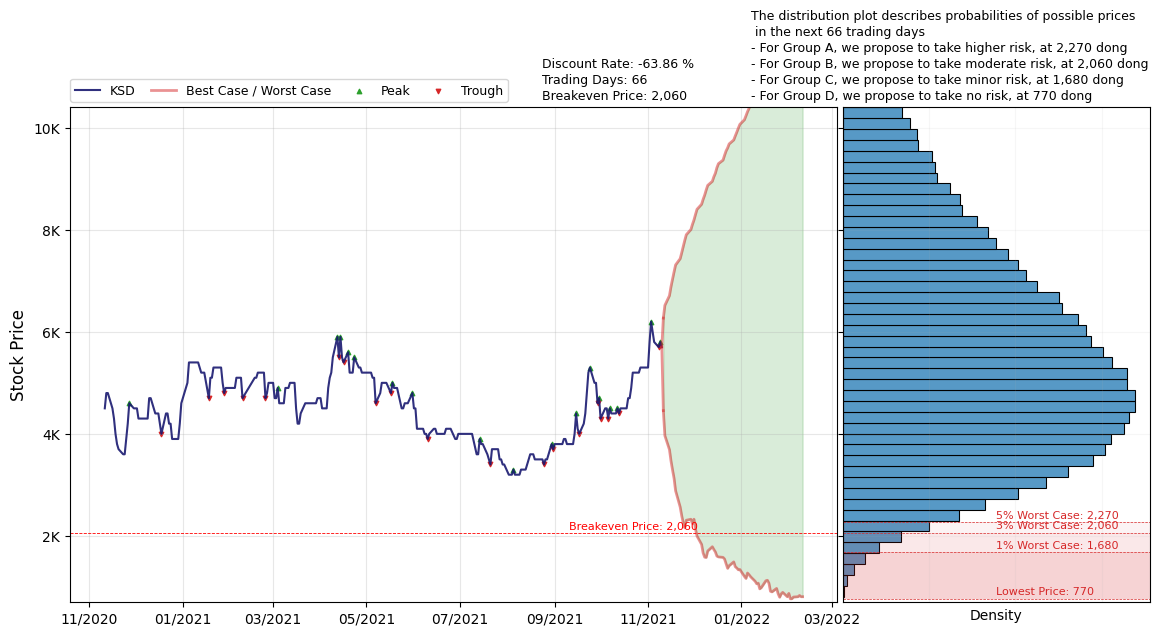 The distribution plot describes probabilities of possible prices
in the next 66 trading days
- For Group A, we propose to take higher risk, at 2,270 dong
- For Group B, we propose to take moderate risk, at 2,060 dong
- For Group C, we propose to take minor risk, at 1,680 dong
- For Group D, we propose to take no risk, at 770 dong
Discount Rate: -63.86 %
Trading Days: 66
Breakeven Price: 2,060
KSD
Best Case / Worst Case
Peak
Trough
Stock Price
10K
8K
6K
4K
2K
Breakeven Price: 2,060
11/2020
01/2021
03/2021
05/2021
07/2021
09/2021
11/2021
01/2022
03/2022
5% Worst Case: 2,270
3% Worst Case: 2,060
1% Worst Case: 1,680
Lowest Price: 770
Density